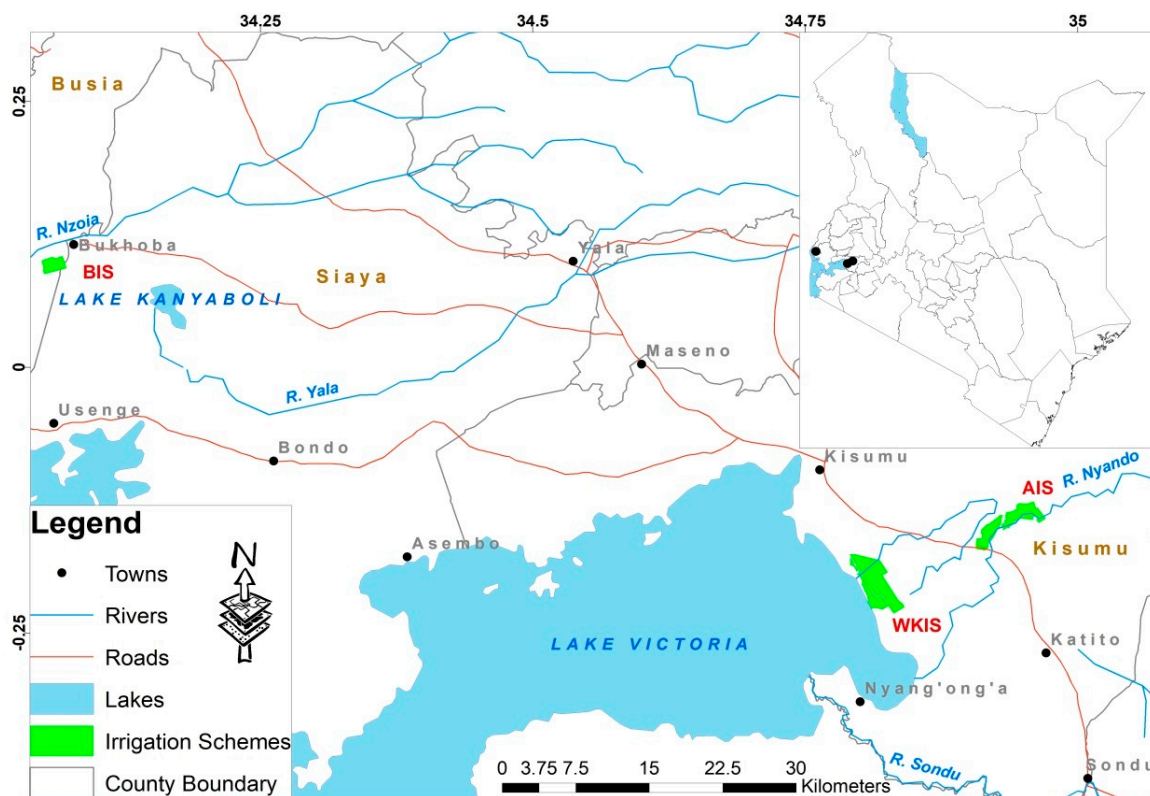 34.25 34.5 34.75 35
0.25
0
-0.25
Busia
R. Nzoia
Bukhoba
BIS
Siaya
Yala
LAKE KANYABOLI
Maseno
R. Yala
Usenge
Bondo
Kisumu
R. Nyando
AIS
Kisumu
Asembo
WKIS
LAKE VICTORIA
Katito
Nyang'ong'a
R. Sondu
Sondu
Legend
N
Towns
Rivers
Roads
Lakes
Irrigation Schemes
County Boundary
0 3.75 7.5 15 22.5 30
Kilometers